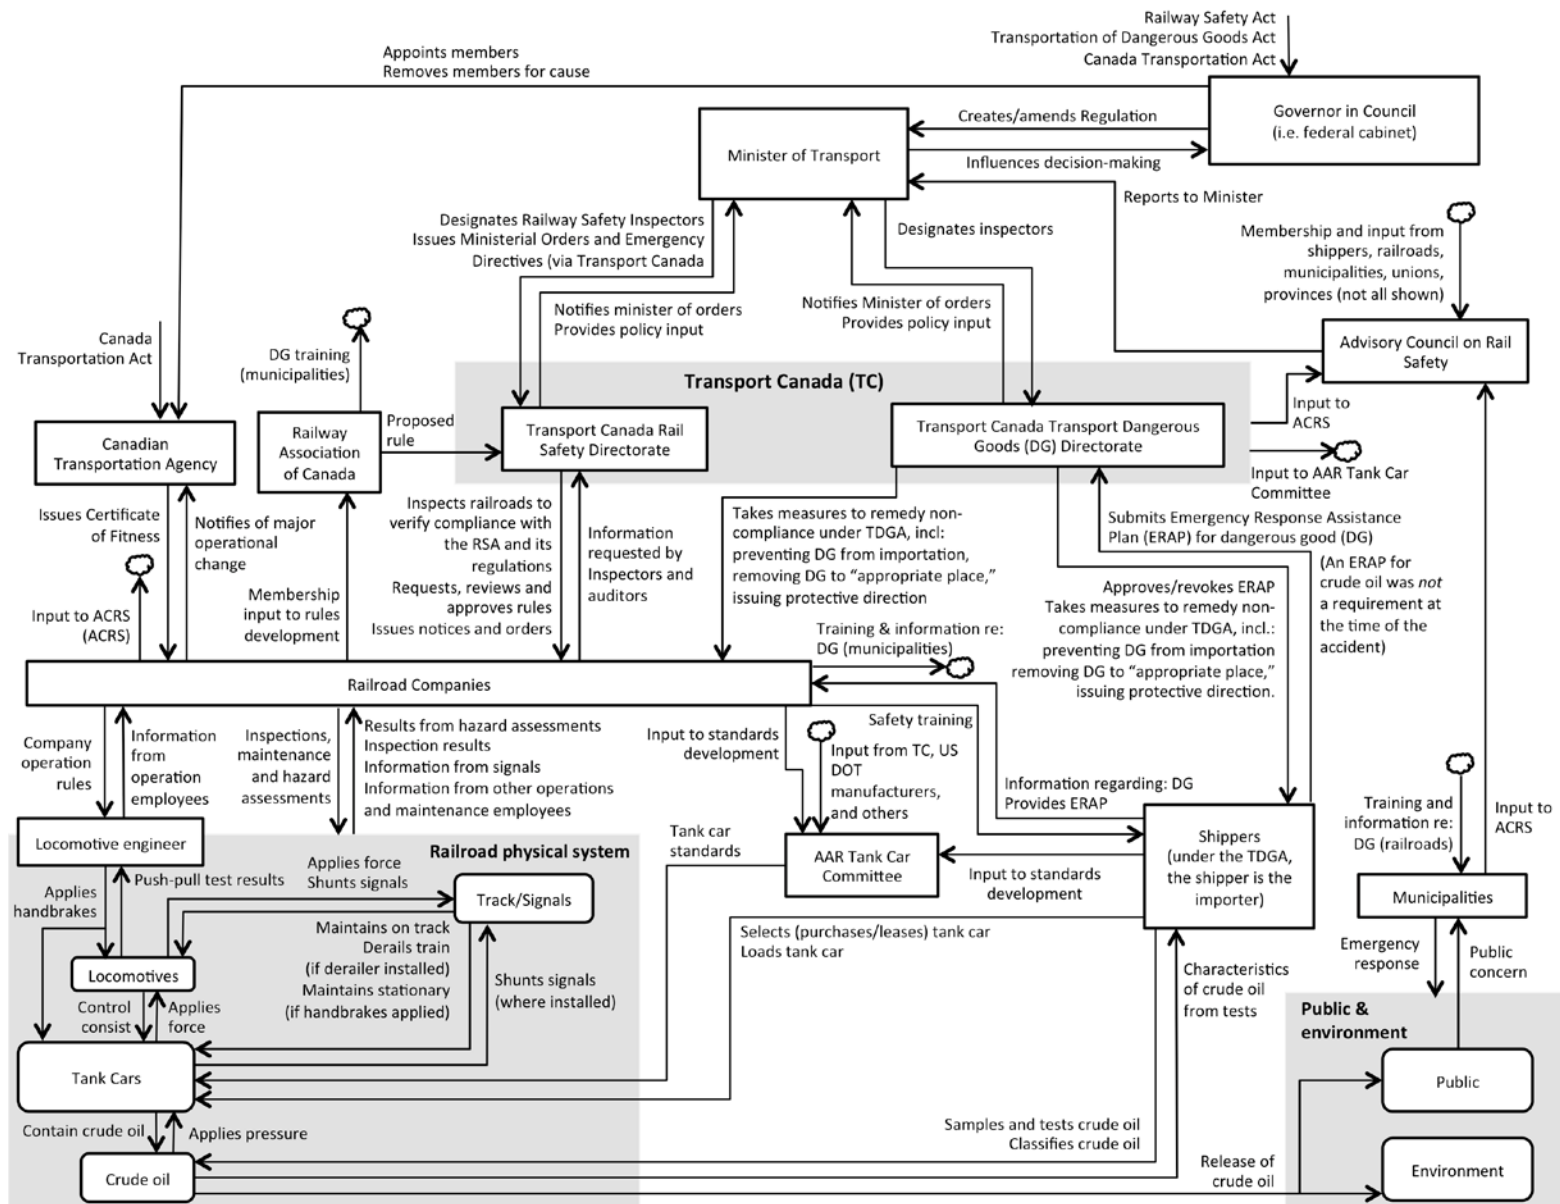 Railway Safety Act
Transportation of Dangerous Goods Act
Canada Transportation Act
Appoints members
Removes members for cause
Governor in Council
(i.e. federal cabinet)
Creates/amends Regulation
Minister of Transport
Influences decision-making
Reports to Minister
Designates Railway Safety Inspectors
Issues Ministerial Orders and Emergency
Directives (via Transport Canada
Designates inspectors
Membership and input from
shippers, railroads,
municipalities, unions,
provinces (not all shown)
Notifies minister of orders
Provides policy input
Notifies Minister of orders
Provides policy input
Canada
Transportation Act
DG training
(municipalities)
Advisory Council on Rail
Safety
Transport Canada (TC)
Input to
ACRS
Canadian
Transportation Agency
Railway
Association
of Canada
Proposed
rule
Transport Canada Rail
Safety Directorate
Transport Canada Transport Dangerous
Goods (DG) Directorate
Input to AAR Tank Car
Committee
Issues Certificate
of Fitness
Notifies of major
operational
change
Inspects railroads to
verify compliance with
the RSA and its
regulations
Requests, reviews and
approves rules
Issues notices and orders
Information
requested by
Inspectors and
auditors
Takes measures to remedy non-
compliance under TDGA, incl:
preventing DG from importation,
removing DG to “appropriate place,”
issuing protective direction
Submits Emergency Response Assistance
Plan (ERAP) for dangerous good (DG)
(An ERAP for
crude oil was not
a requirement at
the time of the
accident)
Approves/revokes ERAP
Takes measures to remedy non-
compliance under TDGA, incl.:
preventing DG from importation
removing DG to “appropriate place,”
issuing protective direction.
Input to ACRS
(ACRS)
Membership
input to rules
development
Training & information re:
DG (municipalities)
Railroad Companies
Company
operation
rules
Information
from
operation
employees
Inspections,
maintenance
and hazard
assessments
Results from hazard assessments
Inspection results
Information from signals
Information from other operations
and maintenance employees
Input to standards
development
Safety training
Input from TC, US
DOT
manufacturers,
and others
Information regarding: DG
Provides ERAP
Training and
information re:
DG (railroads)
Input to
ACRS
Locomotive engineer
Railroad physical system
Tank car
standards
AAR Tank Car
Committee
Input to standards
development
Shippers
(under the TDGA,
the shipper is the
importer)
Municipalities
Applies
handbrakes
Push-pull test results
Applies force
Shunts signals
Track/Signals
Maintains on track
Derails train
(if derailer installed)
Maintains stationary
(if handbrakes applied)
Shunts signals
(where installed)
Selects (purchases/leases) tank car
Loads tank car
Characteristics
of crude oil
from tests
Emergency
response
Public
concern
Locomotives
Control
consist
Applies
force
Public &
environment
Tank Cars
Public
Contain crude oil
Applies pressure
Samples and tests crude oil
Classifies crude oil
Crude oil
Release of
crude oil
Environment